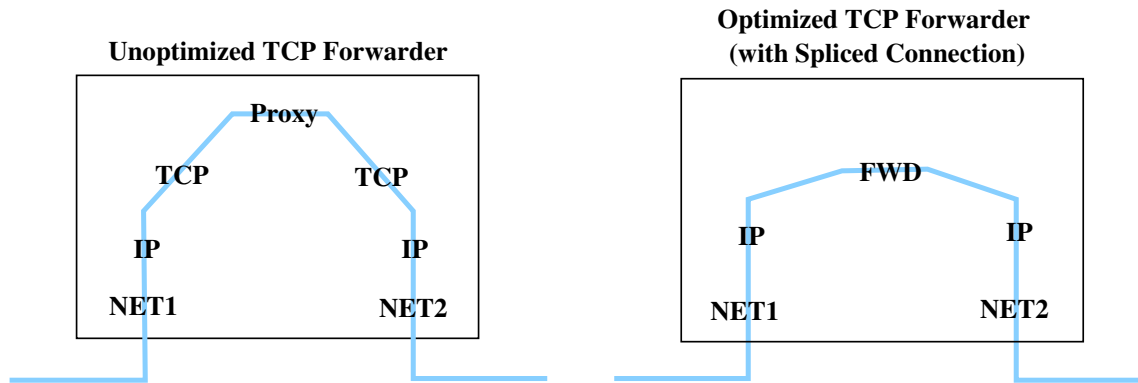 Unoptimized TCP Forwarder
Proxy
TCP TCP
IP IP
NET1 NET2
Optimized TCP Forwarder
(with Spliced Connection)
FWD
IP IP
NET1 NET2